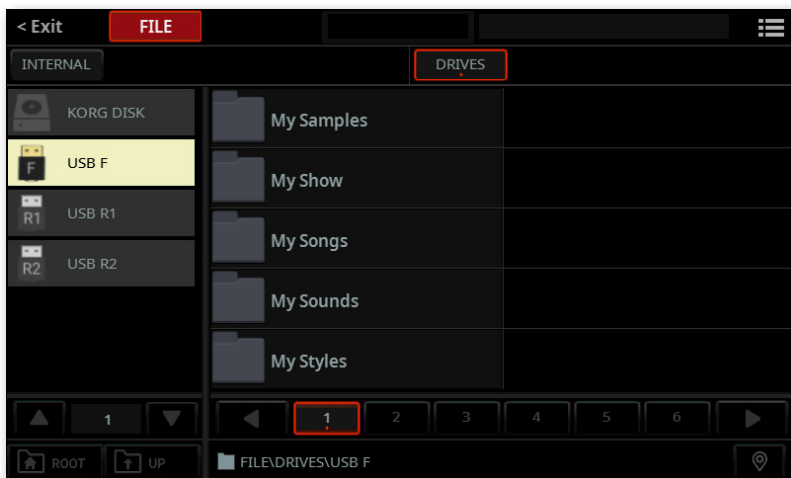 < Exit FILE
INTERNAL DRIVES
KORG DISK
F USB F
R1 USB R1
R2 USB R2
My Samples
My Show
My Songs
My Sounds
My Styles
1
1 2 3 4 5 6
ROOT UP
FILE\DRIVES\USB F